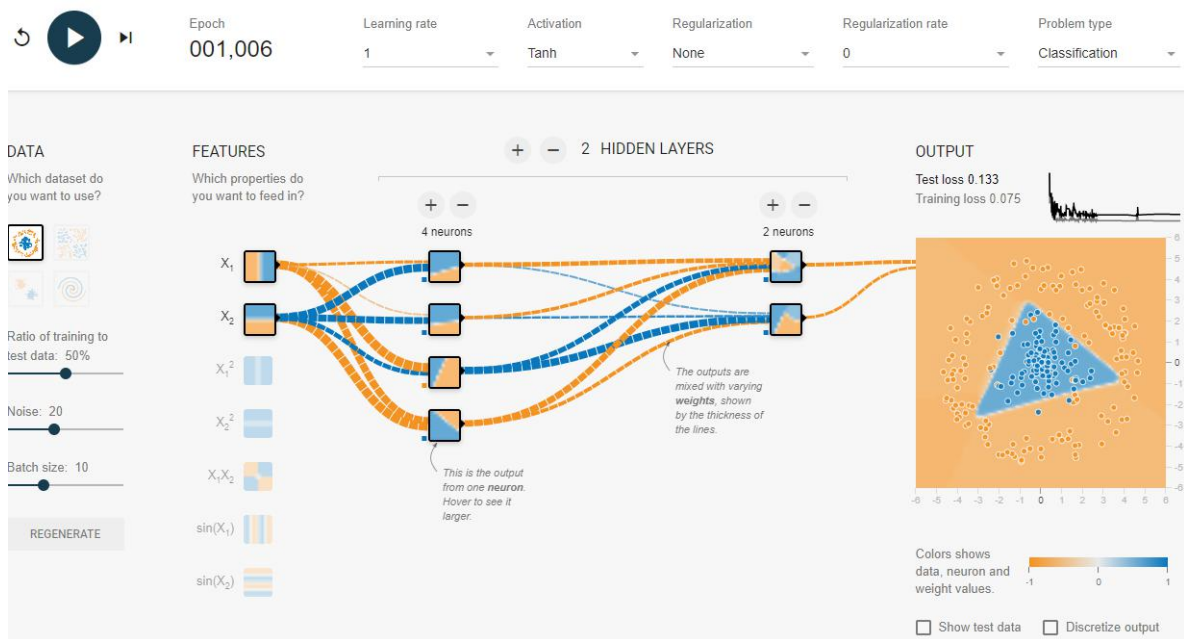 Epoch
001,006
Learning rate
1
Activation
Tanh
Regularization
None
Regularization rate
0
Problem type
Classification
DATA
Which dataset do
you want to use?
Ratio of training to
test data: 50%
Noise: 20
Batch size: 10
REGENERATE
FEATURES
Which properties do
you want to feed in?
X₁
X₂
X₁²
X₂²
X₁X₂
sin(X₁)
sin(X₂)
+ − 2 HIDDEN LAYERS
+ −
4 neurons
+ −
2 neurons
The outputs are
mixed with varying
weights, shown
by the thickness of
the lines.
This is the output
from one neuron.
Hover to see it
larger.
OUTPUT
Test loss 0.133
Training loss 0.075
6
5
4
3
2
1
0
-1
-2
-3
-4
-5
-6
-6 -5 -4 -3 -2 -1 0 1 2 3 4 5 6
Colors shows
data, neuron and
weight values.
-1 0 1
Show test data
Discretize output